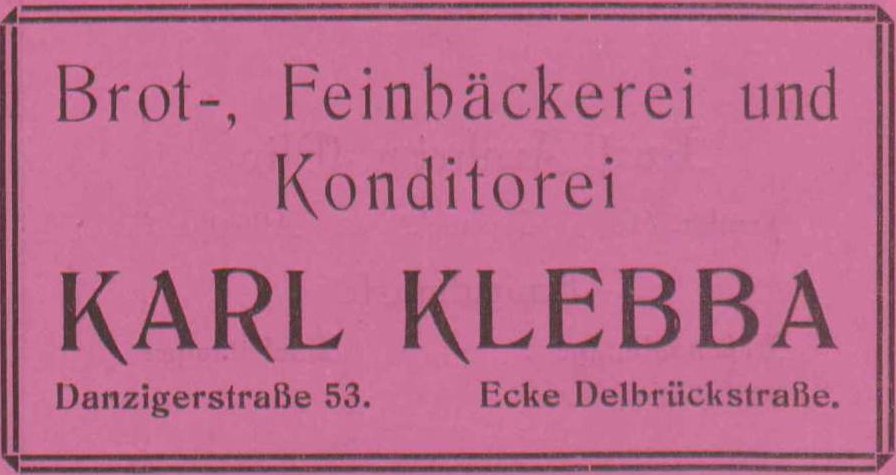 Brot-, Feinbäckerei und
Konditorei
KARL KLEBBA
Danzigerstraße 53. Ecke Delbrückstraße.